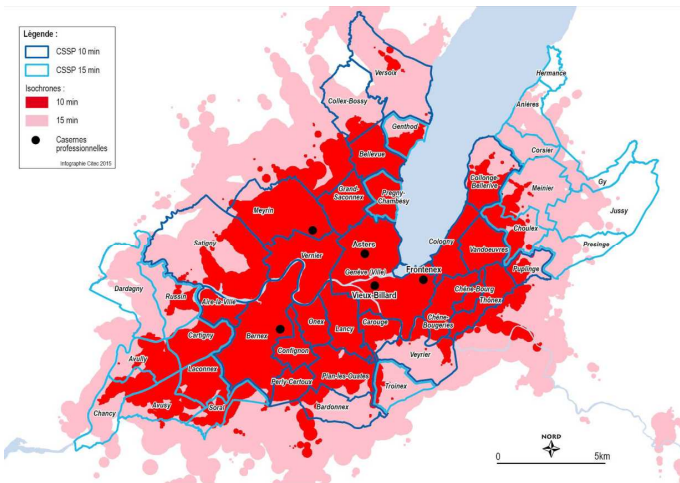 Légende :
CSSP 10 min
CSSP 15 min
Isochrones :
10 min
15 min
Casernes
professionnelles
Infographie Citec 2015
Versoix
Collex-Bossy
Genthod
Bellevue
Hermance
Anières
Corsier
Collonge-
Bellerive
Meinier
Gy
Jussy
Grand-
Saconnex
Pregny-
Chambésy
Meyrin
Satigny
Vernier
Asters
Genève (Ville)
Cologny
Vandoeuvres
Choulex
Presinge
Puplinge
Frontenex
Vieux-Billard
Chêne-Bourg
Thônex
Chêne-
Bougeries
Dardagny
Russin
Aire-la-Ville
Bernex
Onex
Lancy
Carouge
Cartigny
Confignon
Veyrier
Avully
Laconnex
Perly-Certoux
Plan-les-Ouates
Troinex
Chancy
Avusy
Soral
Bardonnex
NORD
0 5km